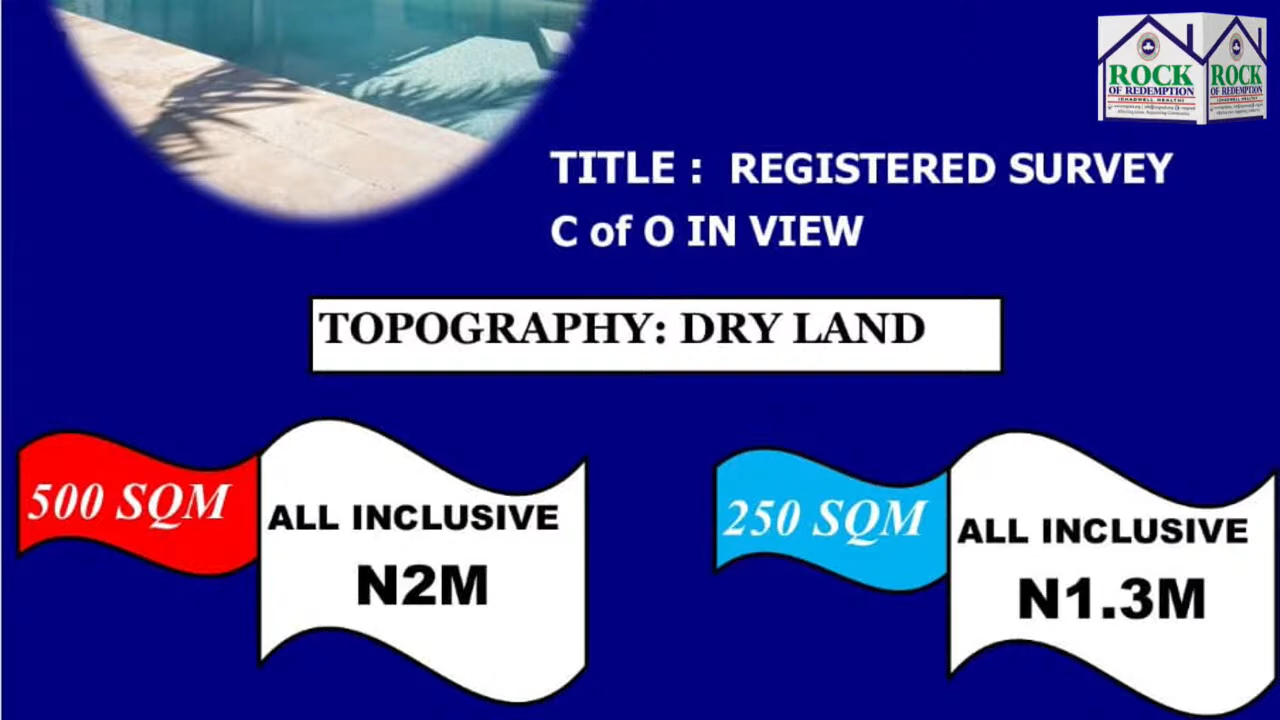 ROCK
OF REDEMPTION
ROCK
OF REDEMPTION
TITLE : REGISTERED SURVEY
C of O IN VIEW
TOPOGRAPHY: DRY LAND
500 SQM
ALL INCLUSIVE
N2M
250 SQM
ALL INCLUSIVE
N1.3M